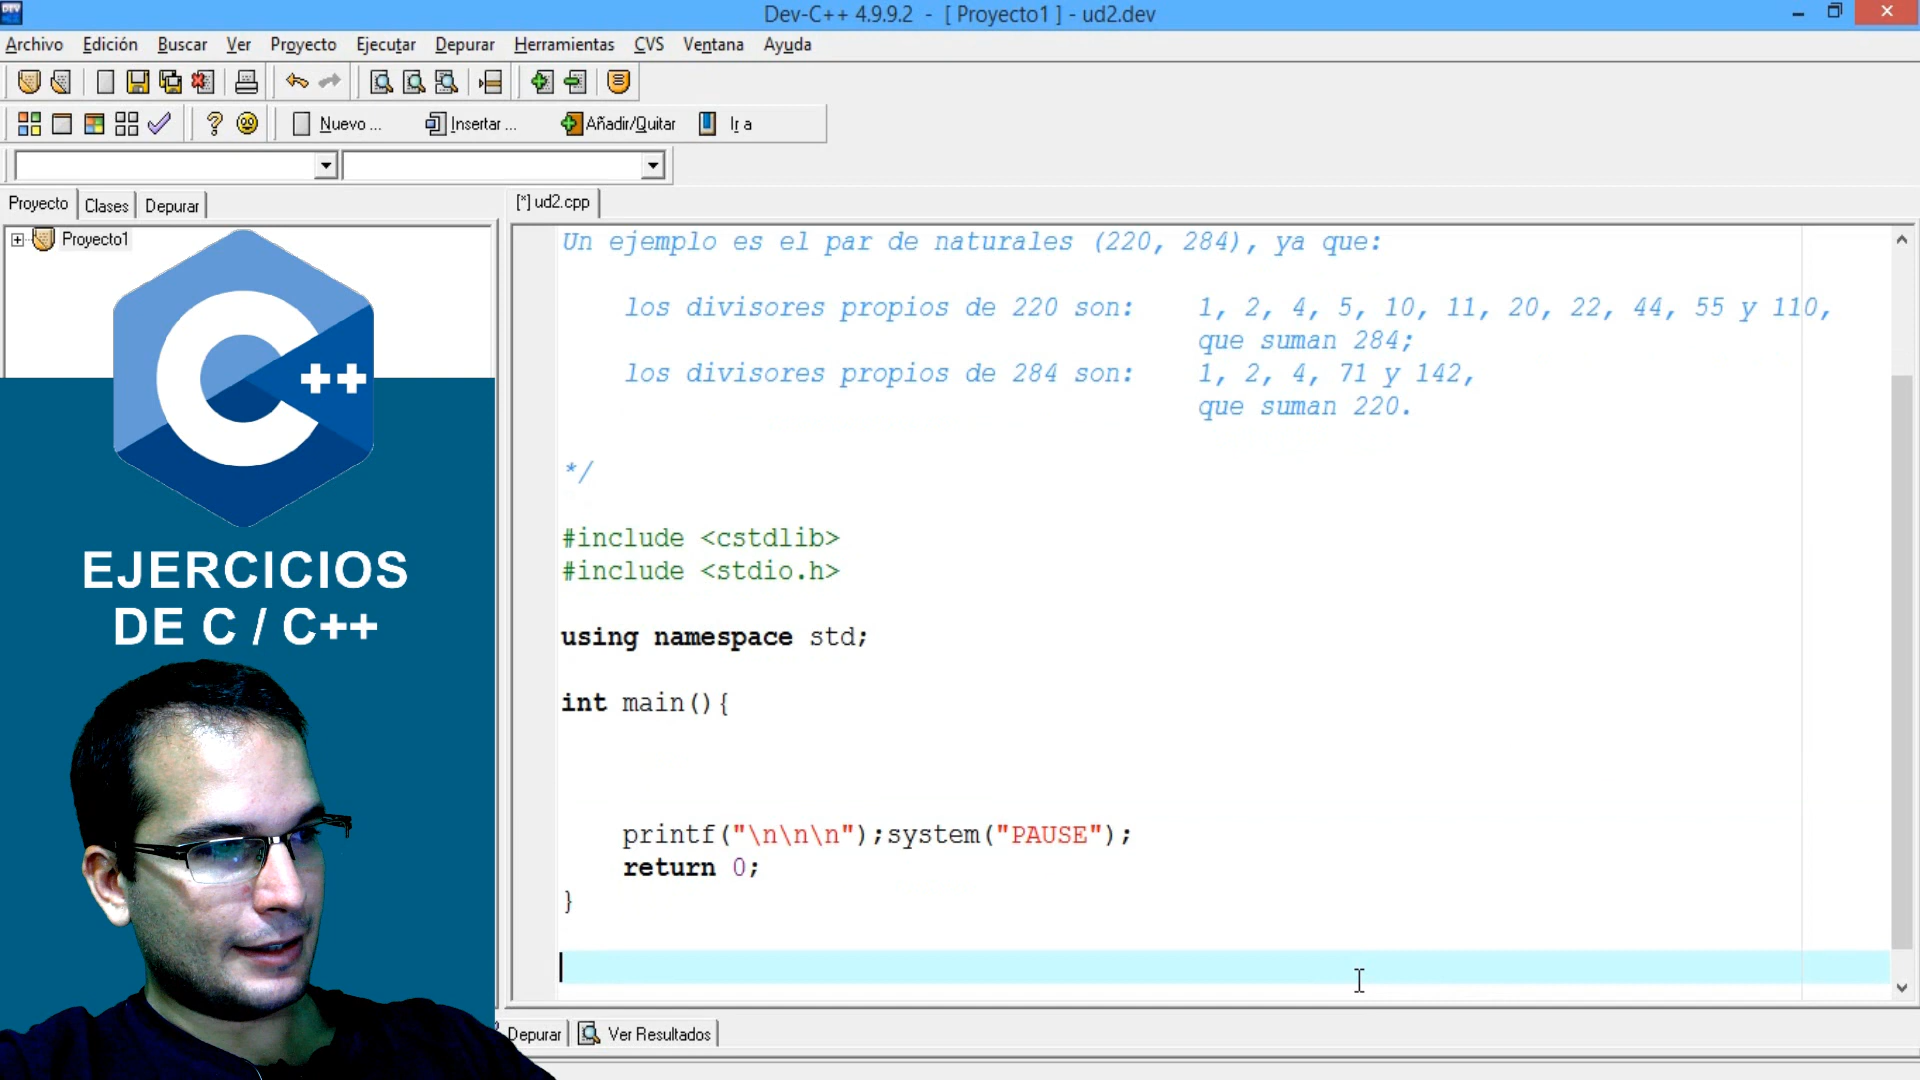 Dev-C++ 4.9.9.2 - [ Proyecto1 ] - ud2.dev
Archivo Edición Buscar Ver Proyecto Ejecutar Depurar Herramientas CVS Ventana Ayuda
Nuevo ... Insertar ... Añadir/Quitar Ir a
Proyecto Clases Depurar
[*] ud2.cpp
Proyecto1
Un ejemplo es el par de naturales (220, 284), ya que:
los divisores propios de 220 son: 1, 2, 4, 5, 10, 11, 20, 22, 44, 55 y 110,
que suman 284;
los divisores propios de 284 son: 1, 2, 4, 71 y 142,
que suman 220.
*/
#include <cstdlib>
#include <stdio.h>
using namespace std;
int main(){
printf("\n\n\n");system("PAUSE");
return 0;
}
C++
EJERCICIOS
DE C / C++
Depurar Ver Resultados